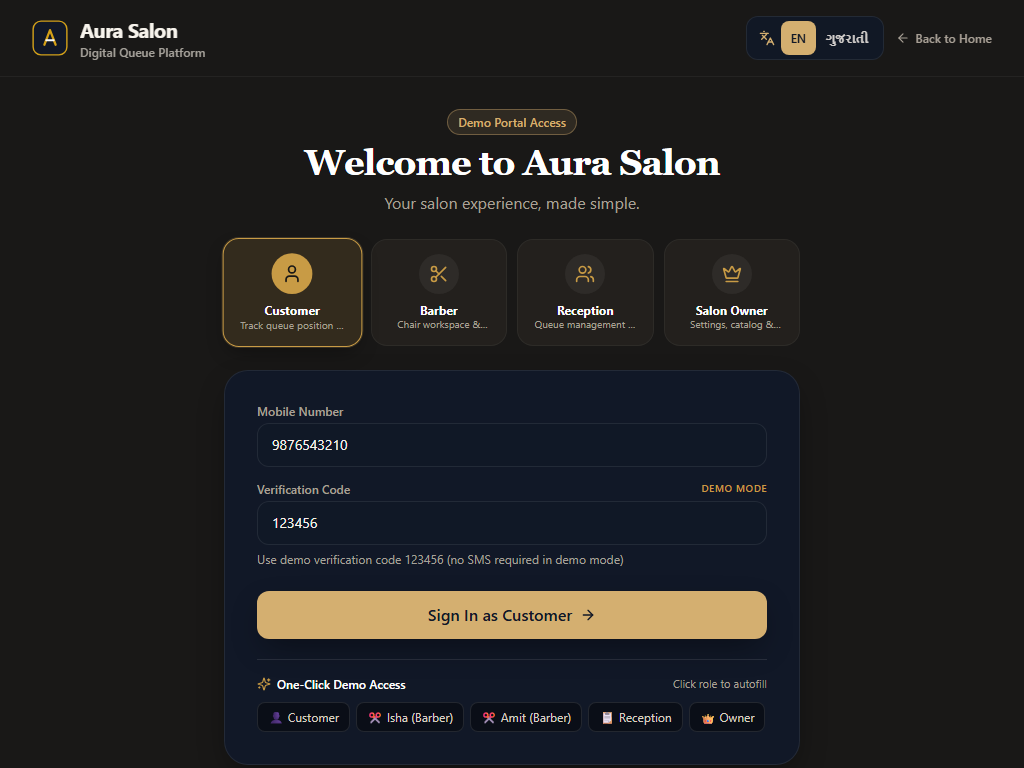 A
Aura Salon
Digital Queue Platform
EN
ગુજરાતી
Back to Home
Demo Portal Access
Welcome to Aura Salon
Your salon experience, made simple.
Customer
Track queue position ...
Barber
Chair workspace &...
Reception
Queue management ...
Salon Owner
Settings, catalog &...
Mobile Number
9876543210
Verification Code
DEMO MODE
123456
Use demo verification code 123456 (no SMS required in demo mode)
Sign In as Customer →
One-Click Demo Access
Click role to autofill
Customer
Isha (Barber)
Amit (Barber)
Reception
Owner